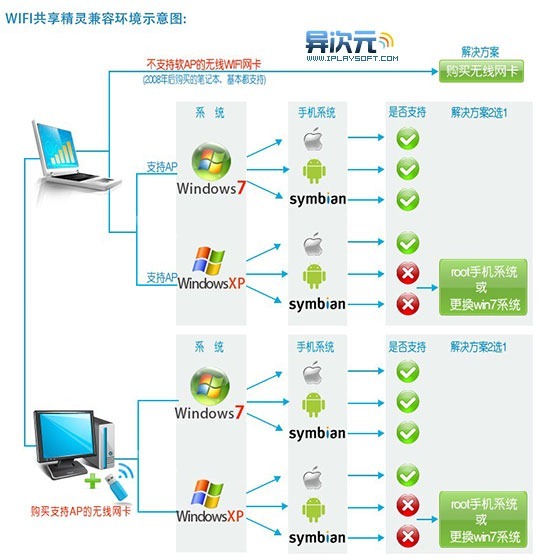 WIFI共享精灵兼容环境示意图:
异次元
WWW.IPLAYSOFT.COM
解决方案
不支持软AP的无线WIFI网卡
购买无线网卡
(2008年后购买的笔记本、基本都支持)
系 统
手机系统
是否支持
解决方案2选1
支持AP
Windows7
symbian
支持AP
WindowsXP
symbian
root手机系统
或
更换win7系统
系 统
手机系统
是否支持
解决方案2选1
Windows7
symbian
购买支持AP的无线网卡
WindowsXP
symbian
root手机系统
或
更换win7系统